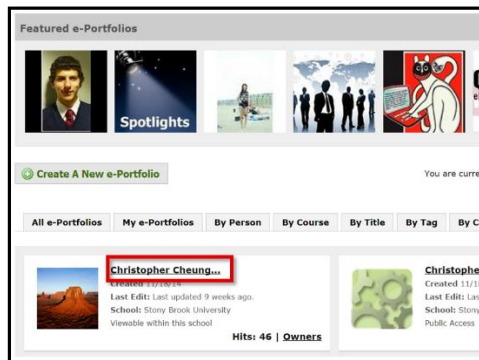 Featured e-Portfolios
Spotlights
Create A New e-Portfolio
You are curre
All e-Portfolios My e-Portfolios By Person By Course By Title By Tag By C
Christopher Cheung...
Created 11/18/14
Last Edit: Last updated 9 weeks ago.
School: Stony Brook University
Viewable within this school
Hits: 46 | Owners
Christophe
Created 11/1
Last Edit: Las
School: Stony
Public Access